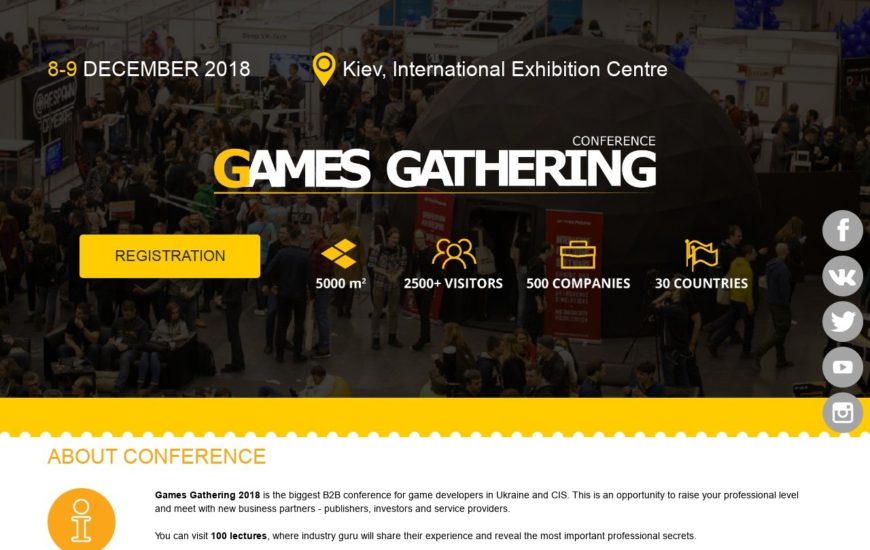 8-9 DECEMBER 2018
Kiev, International Exhibition Centre
CONFERENCE
GAMES GATHERING
REGISTRATION
5000 m²
2500+ VISITORS
500 COMPANIES
30 COUNTRIES
ABOUT CONFERENCE
Games Gathering 2018 is the biggest B2B conference for game developers in Ukraine and CIS. This is an opportunity to raise your professional level
and meet with new business partners - publishers, investors and service providers.
You can visit 100 lectures, where industry guru will share their experience and reveal the most important professional secrets.